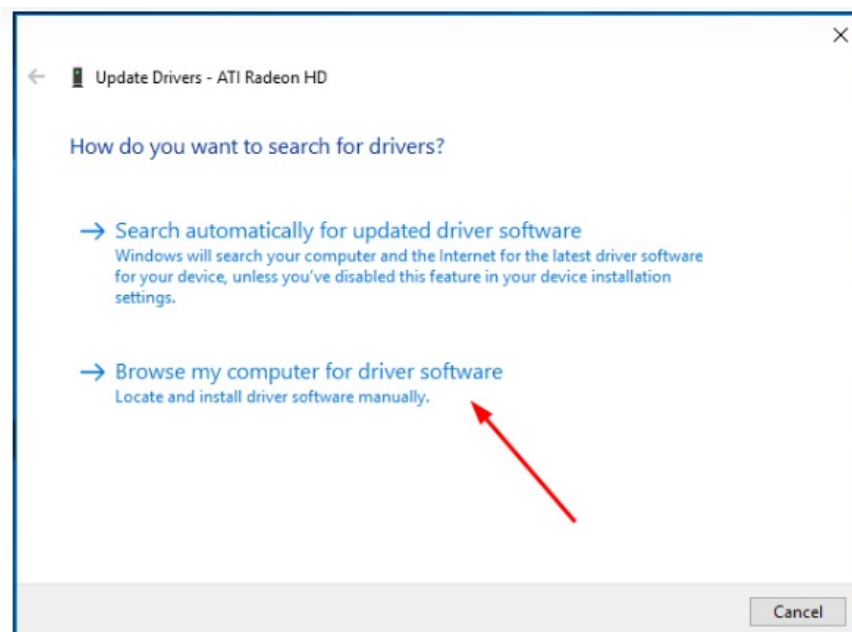 Update Drivers - ATI Radeon HD
How do you want to search for drivers?
Search automatically for updated driver software
Windows will search your computer and the Internet for the latest driver software
for your device, unless you've disabled this feature in your device installation
settings.
Browse my computer for driver software
Locate and install driver software manually.
Cancel